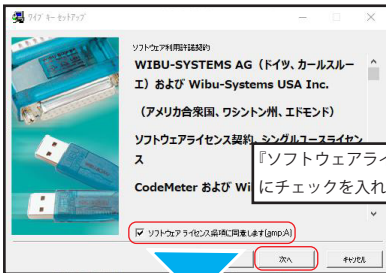 ワイブ キー セットアップ
ソフトウェア利用許諾契約
WIBU-SYSTEMS AG（ドイツ、カールスルー
エ）および Wibu-Systems USA Inc.
（アメリカ合衆国、ワシントン州、エドモンド）
ソフトウェアライセンス契約、シングルユースライセン
ス
CodeMeter および Wi
『ソフトウェアライ
にチェックを入れ
ソフトウェア ライセンス条項に同意します(amp;A)
次へ
キャンセル